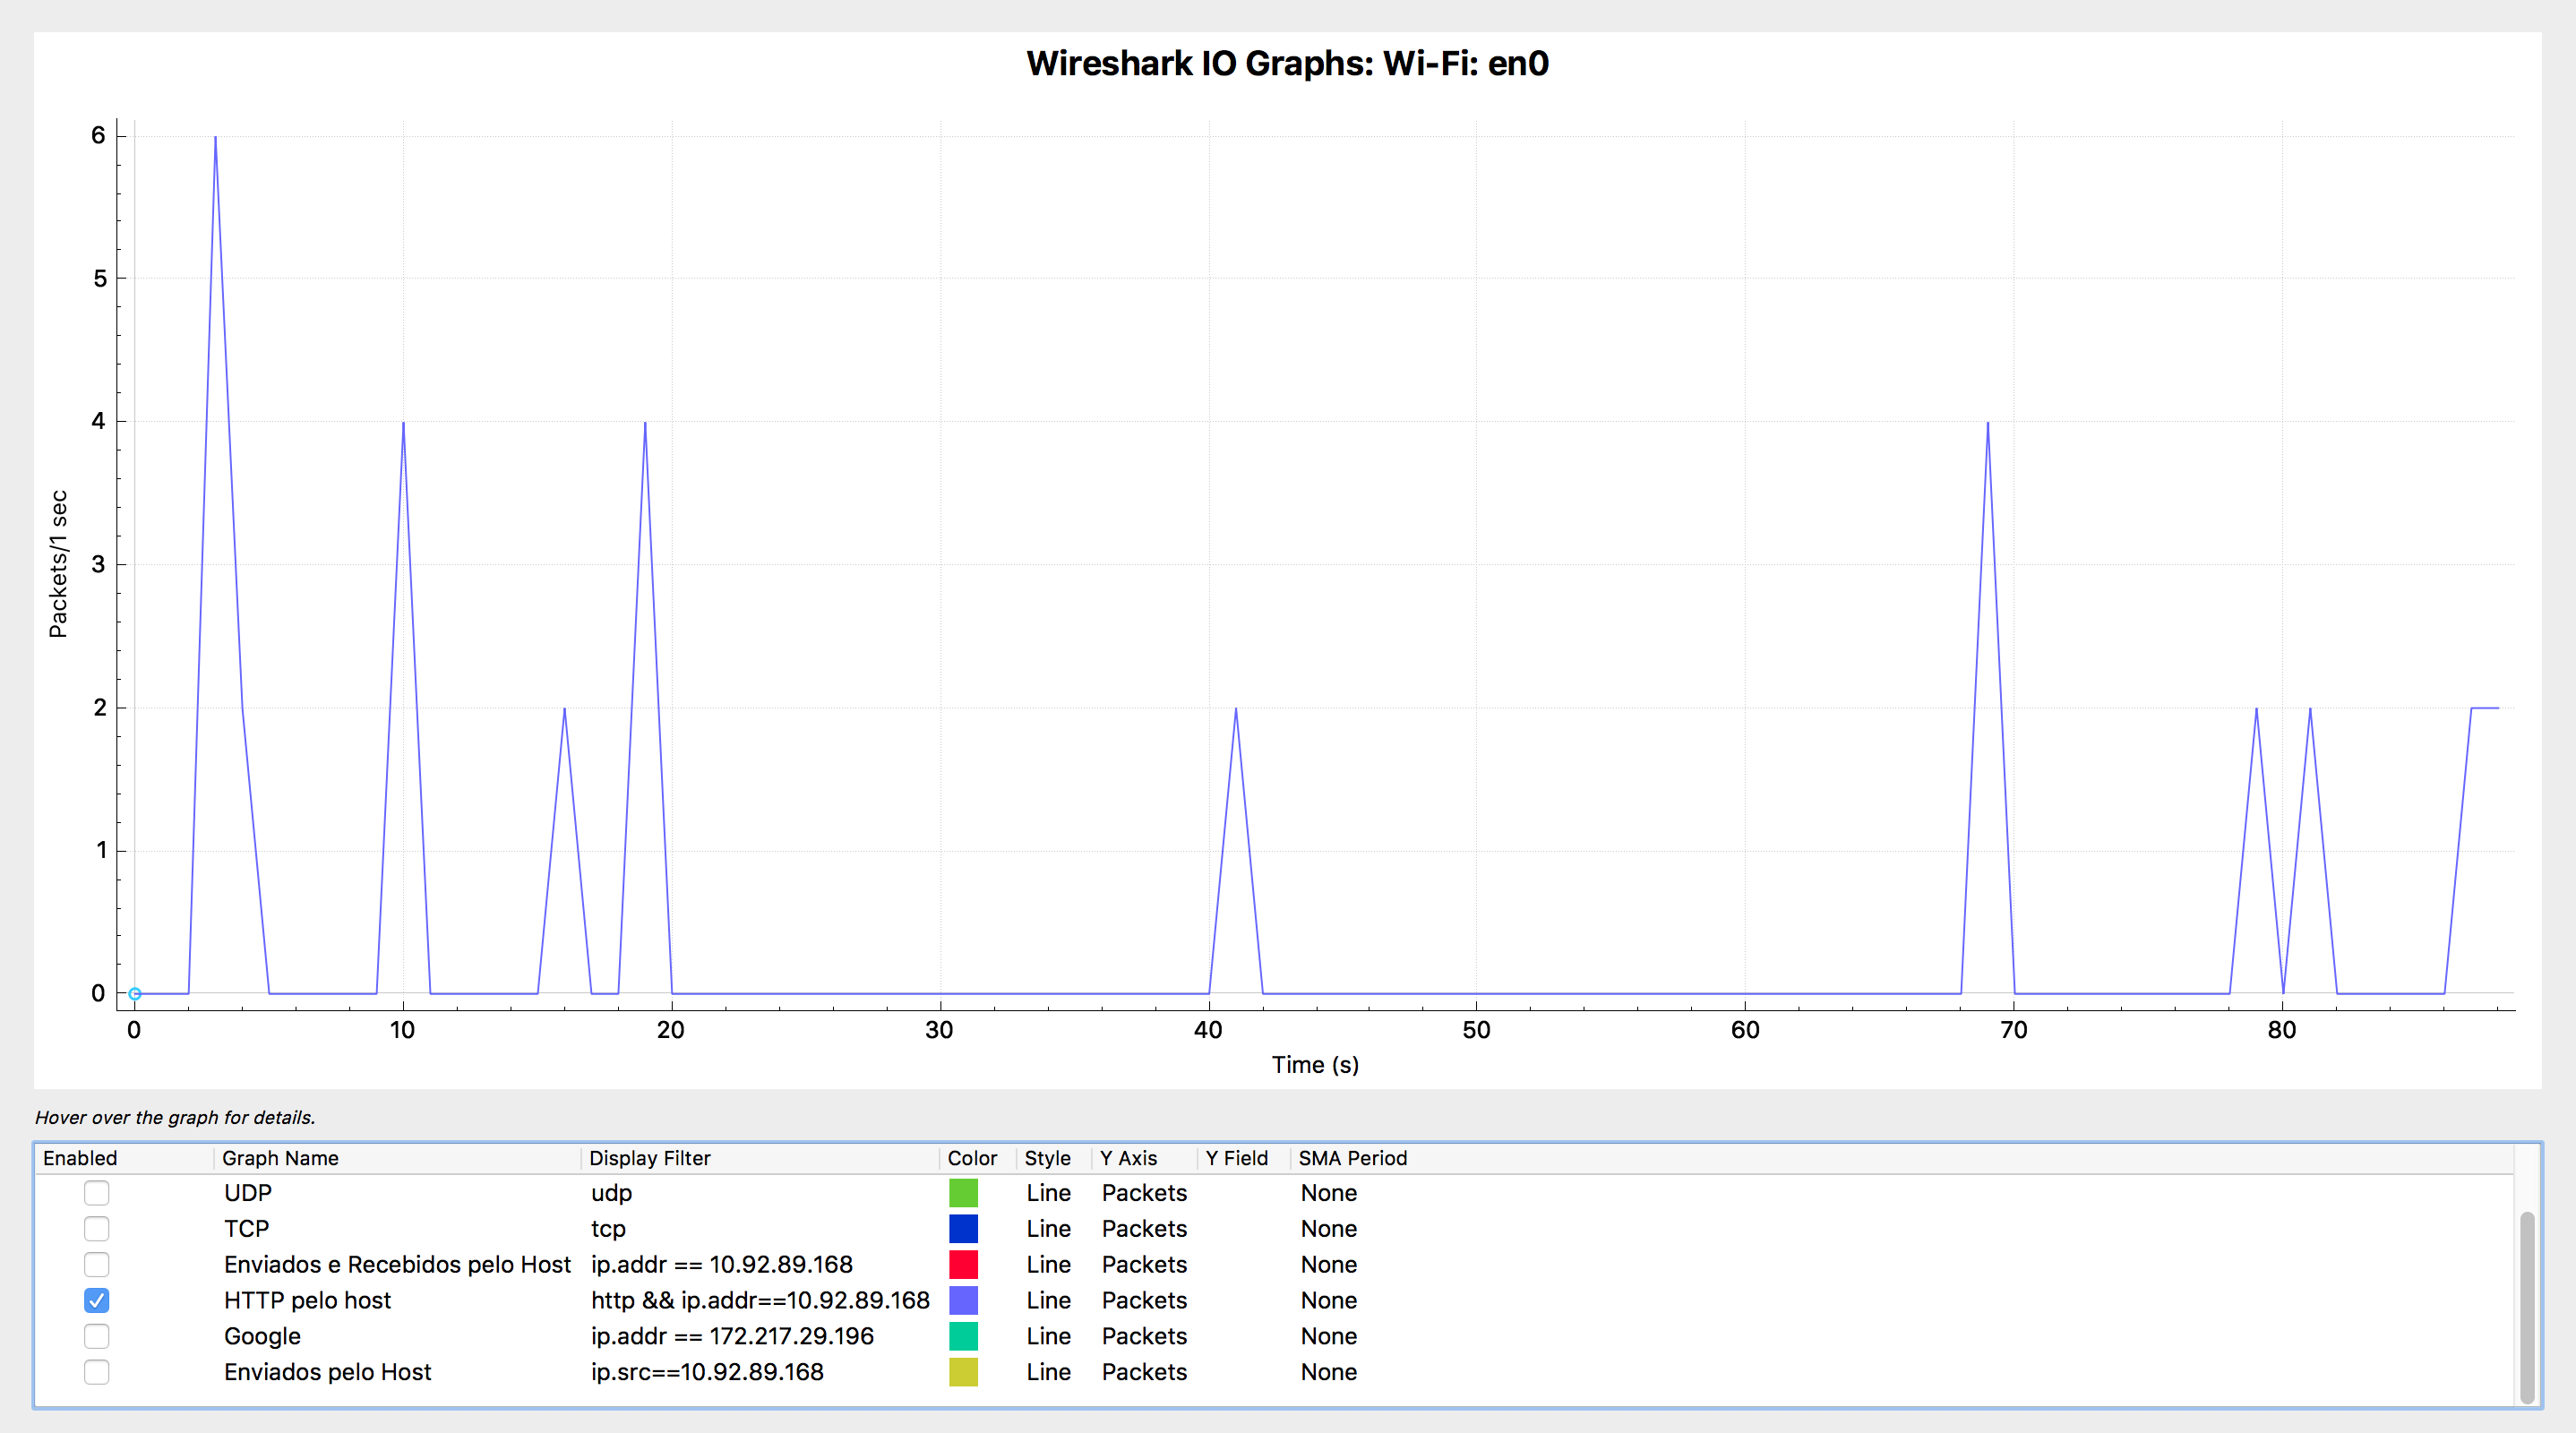 Wireshark IO Graphs: Wi-Fi: en0
6
5
4
3
2
1
0
Packets/1 sec
0 10 20 30 40 50 60 70 80
Time (s)
Hover over the graph for details.
Enabled Graph Name Display Filter Color Style Y Axis Y Field SMA Period
UDP udp Line Packets None
TCP tcp Line Packets None
Enviados e Recebidos pelo Host ip.addr == 10.92.89.168 Line Packets None
HTTP pelo host http && ip.addr==10.92.89.168 Line Packets None
Google ip.addr == 172.217.29.196 Line Packets None
Enviados pelo Host ip.src==10.92.89.168 Line Packets None